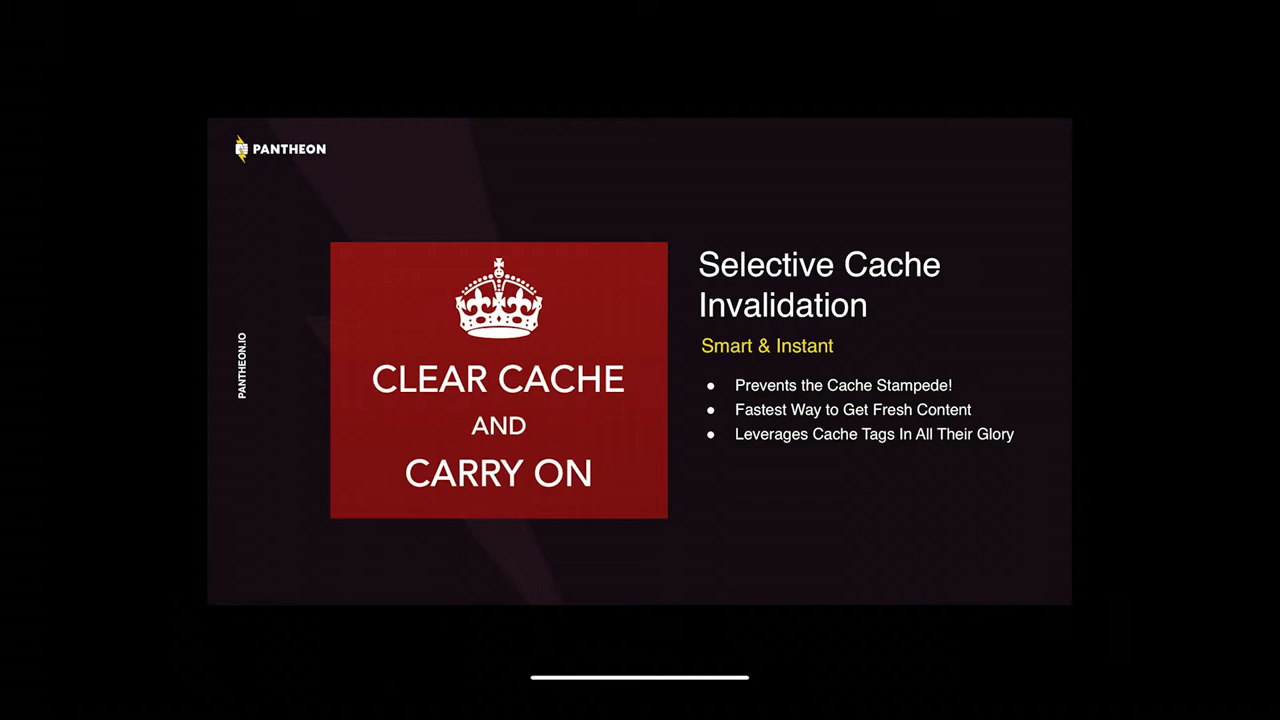 PANTHEON
PANTHEON.IO
CLEAR CACHE
AND
CARRY ON
Selective Cache
Invalidation
Smart & Instant
● Prevents the Cache Stampede!
● Fastest Way to Get Fresh Content
● Leverages Cache Tags In All Their Glory